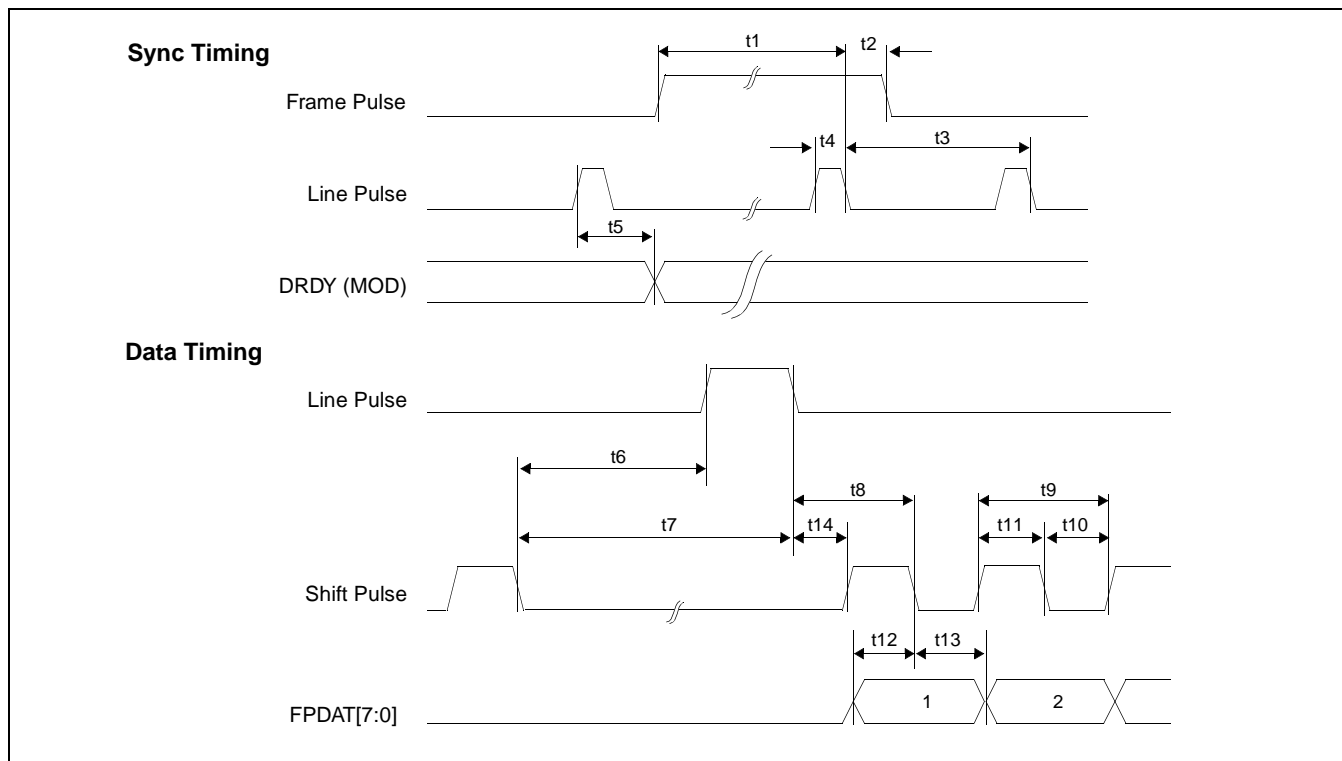 Sync Timing
t1
t2
Frame Pulse
t4
t3
Line Pulse
t5
DRDY (MOD)
Data Timing
Line Pulse
t6
t8
t9
t7
t14
t11
t10
Shift Pulse
t12
t13
FPDAT[7:0]
1
2